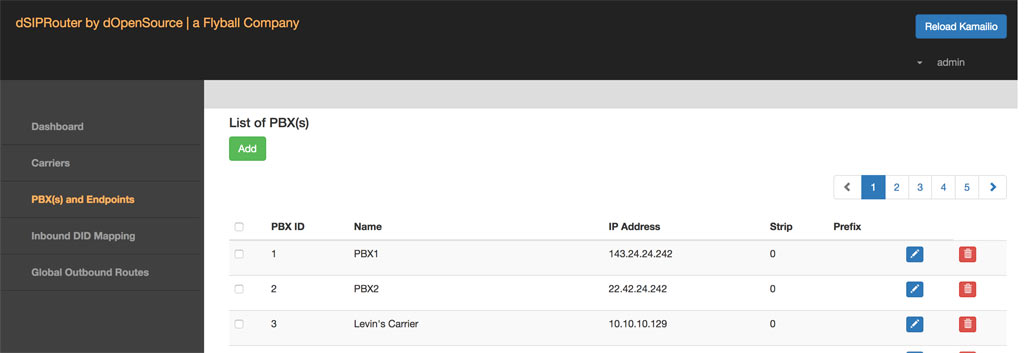 dSIPRouter by dOpenSource | a Flyball Company
Reload Kamailio
admin
Dashboard
Carriers
PBX(s) and Endpoints
Inbound DID Mapping
Global Outbound Routes
List of PBX(s)
Add
1 2 3 4 5
PBX ID Name IP Address Strip Prefix
1 PBX1 143.24.24.242 0
2 PBX2 22.42.24.242 0
3 Levin's Carrier 10.10.10.129 0